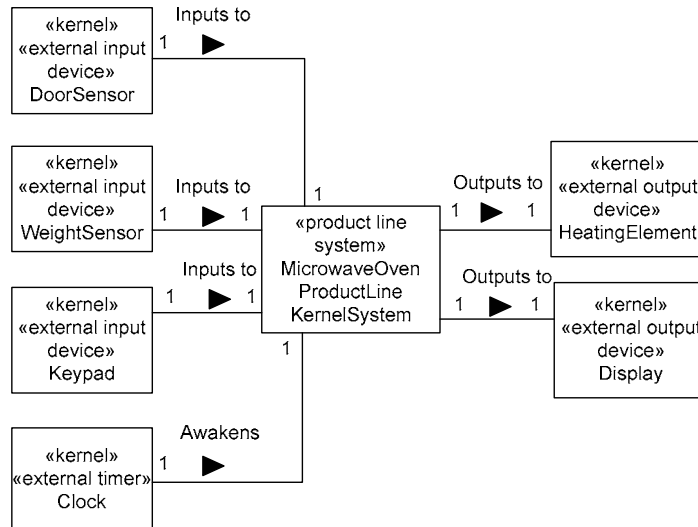 «kernel»
«external input
device»
DoorSensor
Inputs to
1
1
«kernel»
«external input
device»
WeightSensor
Inputs to
1
1
«kernel»
«external input
device»
Keypad
Inputs to
1
1
«kernel»
«external timer»
Clock
Awakens
1
1
«product line
system»
MicrowaveOven
ProductLine
KernelSystem
Outputs to
1
1
«kernel»
«external output
device»
HeatingElement
Outputs to
1
1
«kernel»
«external output
device»
Display